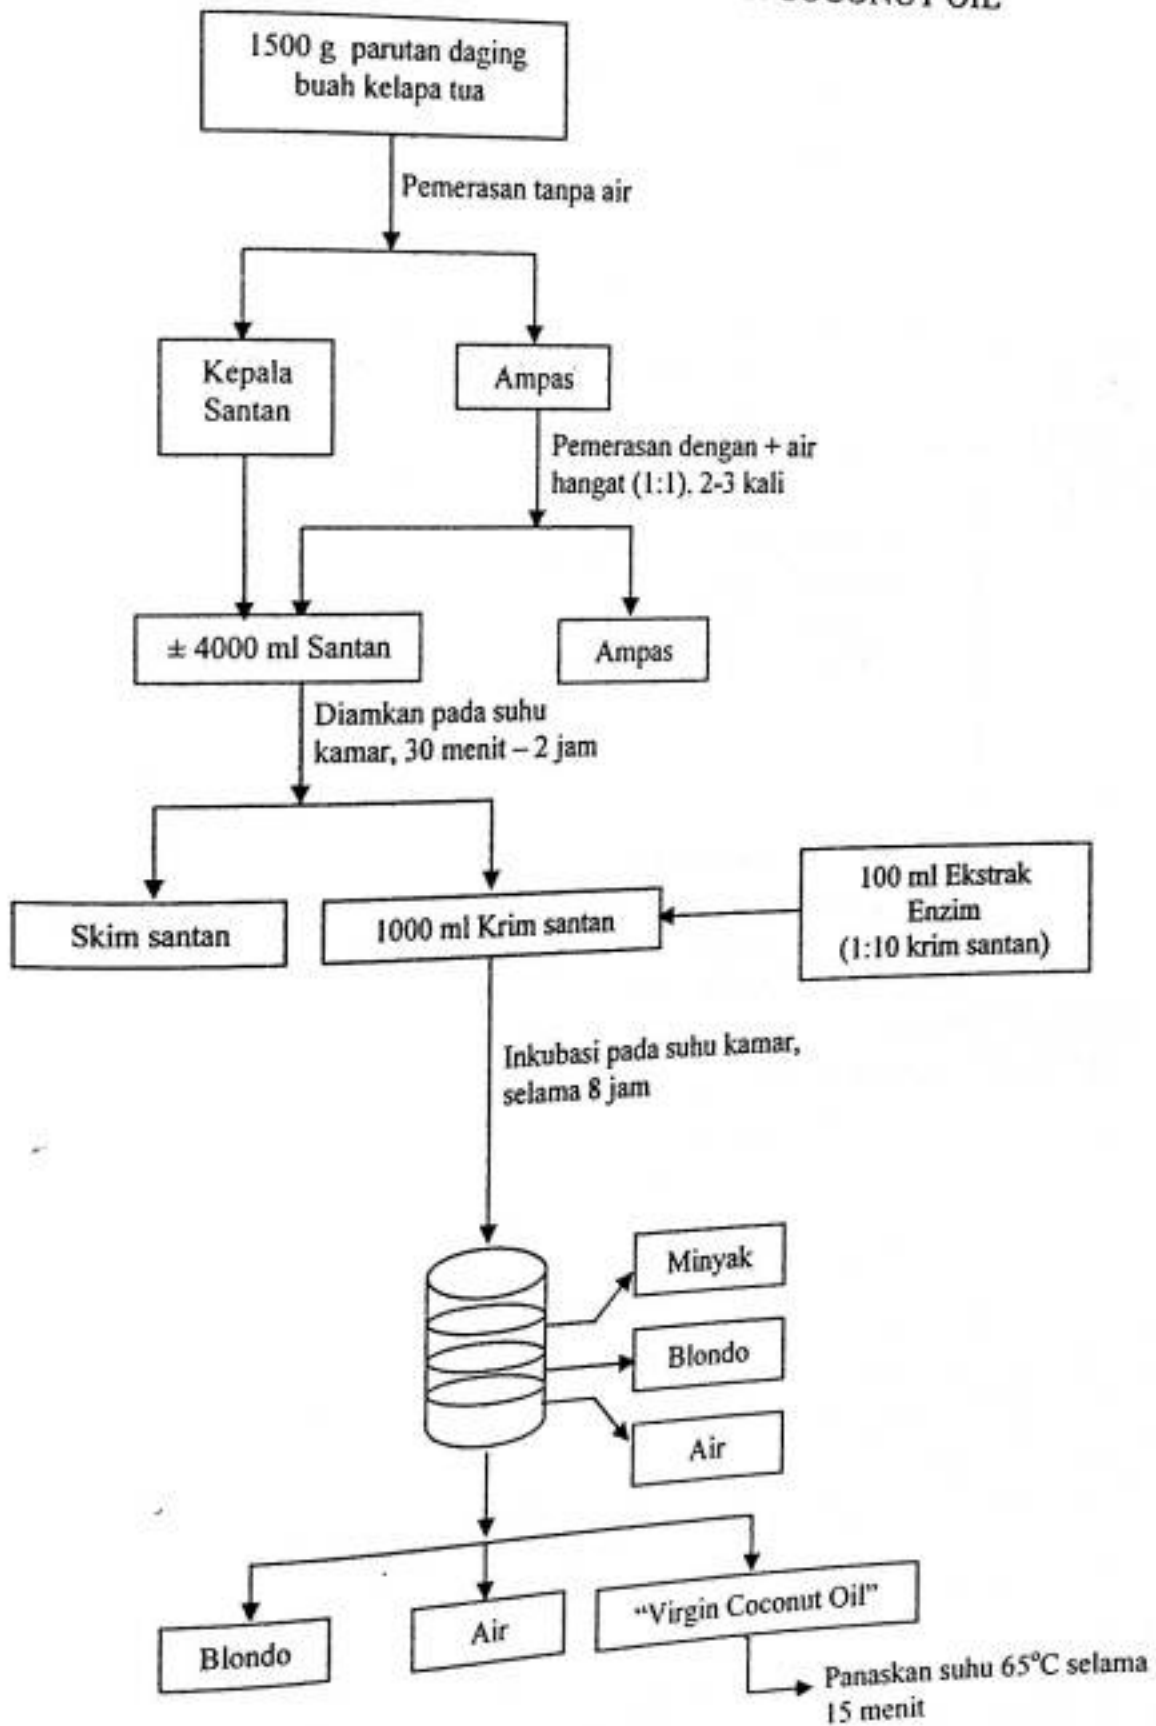 COCONUT OIL
1500 g parutan daging
buah kelapa tua
Pemerasan tanpa air
Kepala
Santan
Ampas
Pemerasan dengan + air
hangat (1:1). 2-3 kali
± 4000 ml Santan
Ampas
Diamkan pada suhu
kamar, 30 menit – 2 jam
Skim santan
1000 ml Krim santan
100 ml Ekstrak
Enzim
(1:10 krim santan)
Inkubasi pada suhu kamar,
selama 8 jam
Minyak
Blondo
Air
Blondo
Air
“Virgin Coconut Oil”
Panaskan suhu 65°C selama
15 menit